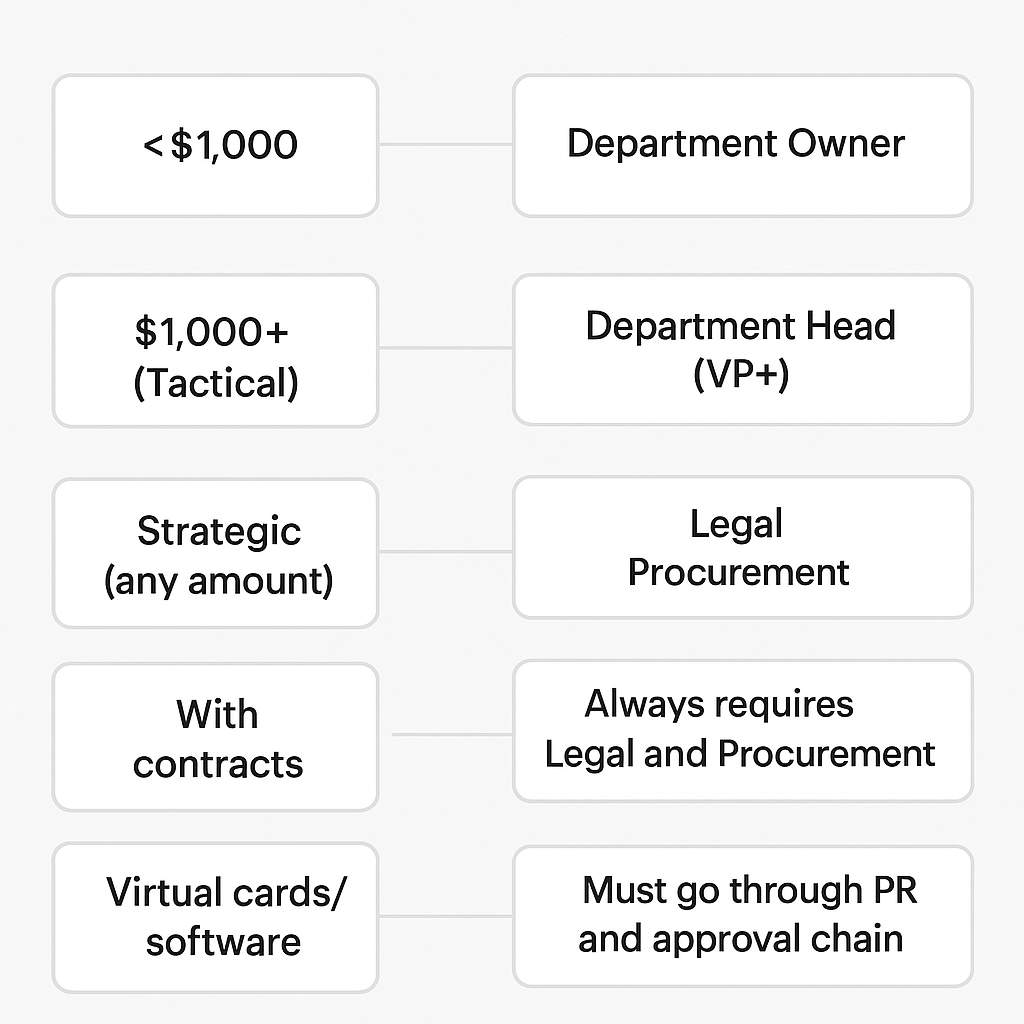 < $1,000
Department Owner
$1,000+
(Tactical)
Department Head
(VP+)
Strategic
(any amount)
Legal
Procurement
With
contracts
Always requires
Legal and Procurement
Virtual cards/
software
Must go through PR
and approval chain